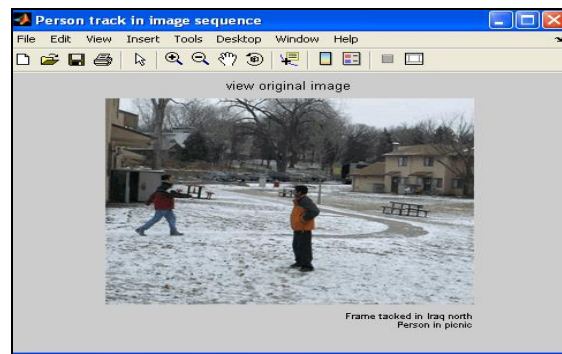 Person track in image sequence
File Edit View Insert Tools Desktop Window Help
view original image
Frame tacked in Iraq north
Person in picnic